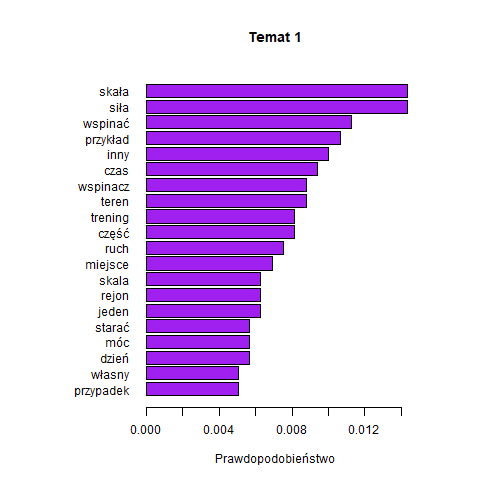 Temat 1
skała
siła
wspinać
przykład
inny
czas
wspinacz
teren
trening
część
ruch
miejsce
skala
rejon
jeden
starać
móc
dzień
własny
przypadek
0.000 0.004 0.008 0.012
Prawdopodobieństwo